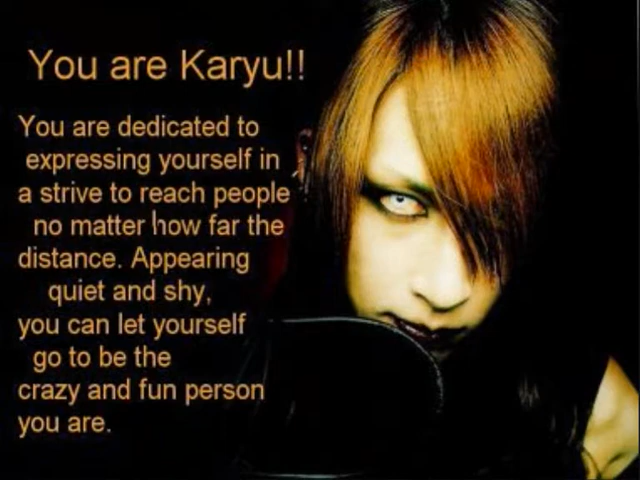 You are Karyu!!
You are dedicated to
expressing yourself in
a strive to reach people
no matter how far the
distance. Appearing
quiet and shy,
you can let yourself
go to be the
crazy and fun person
you are.